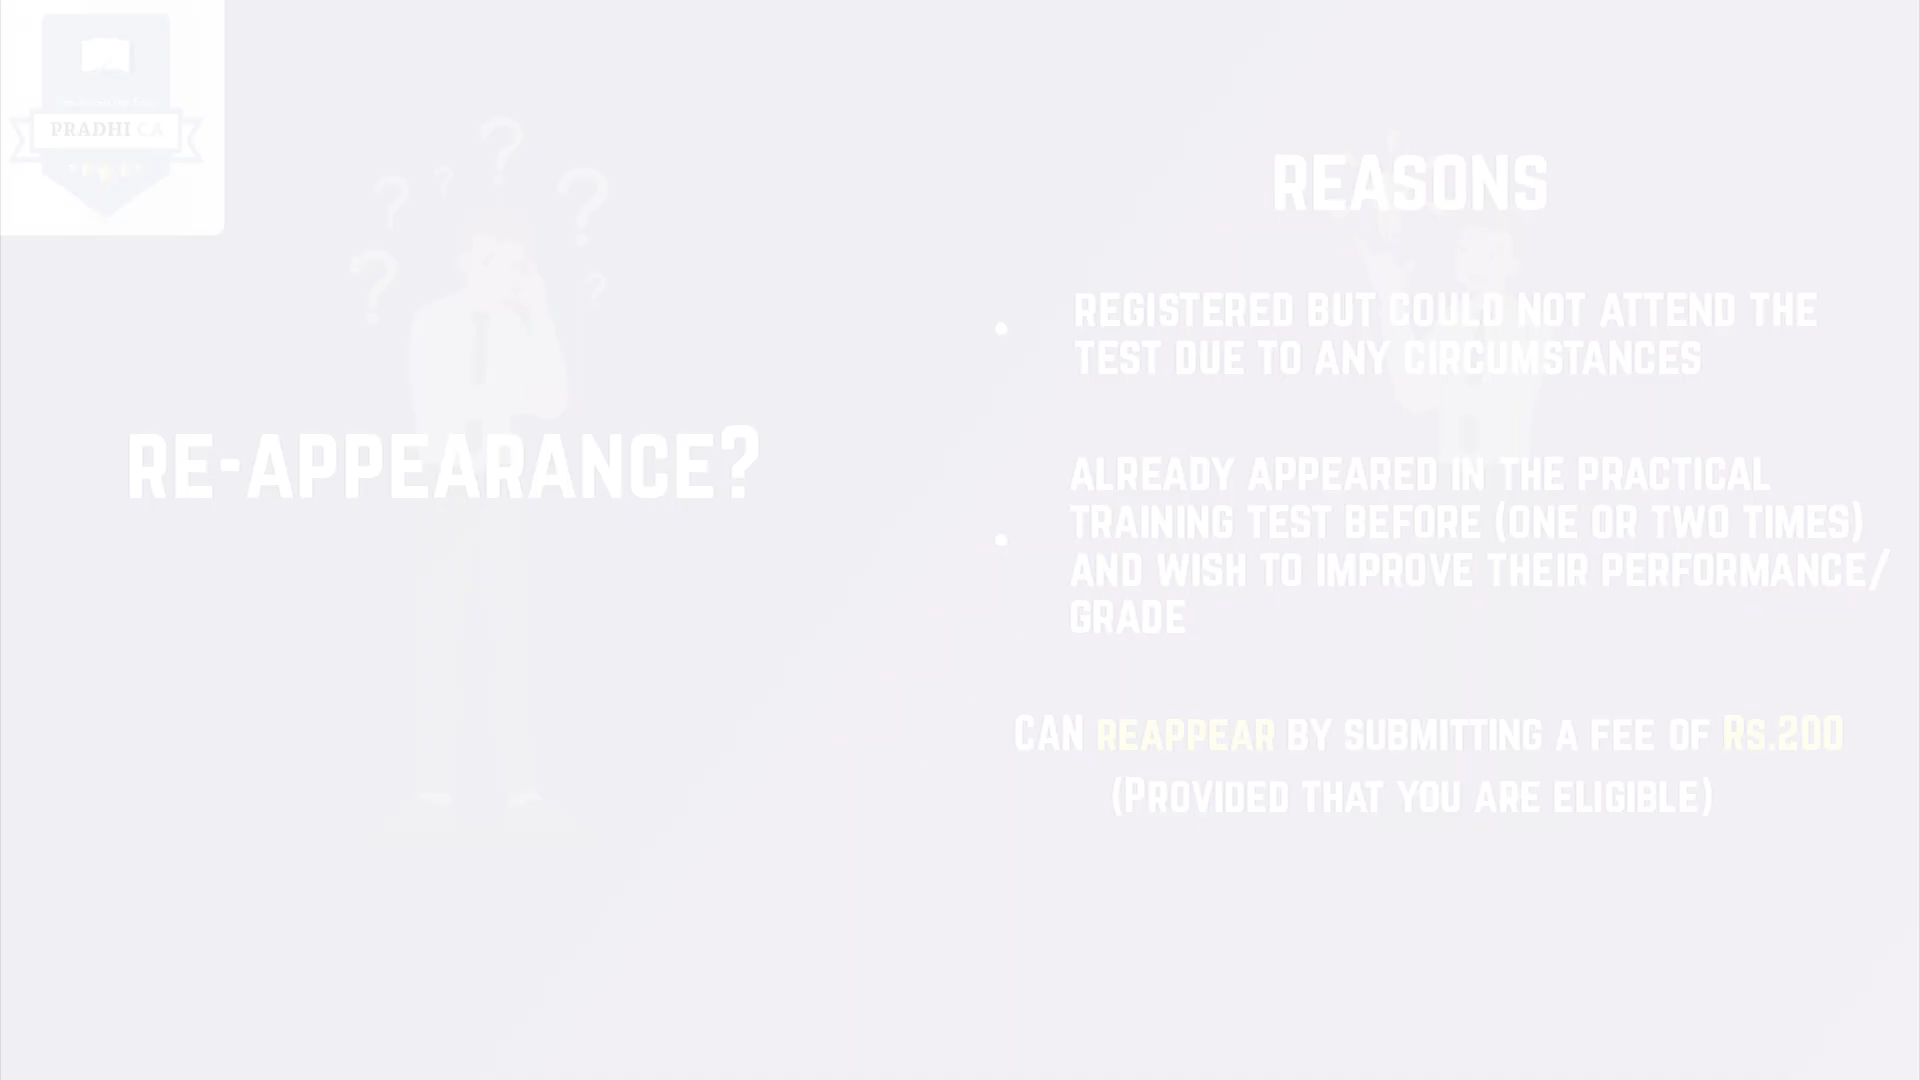 PRADHI CA
RE-APPEARANCE?
REASONS
• REGISTERED BUT COULD NOT ATTEND THE
TEST DUE TO ANY CIRCUMSTANCES
• ALREADY APPEARED IN THE PRACTICAL
TRAINING TEST BEFORE (ONE OR TWO TIMES)
AND WISH TO IMPROVE THEIR PERFORMANCE/
GRADE
CAN REAPPEAR BY SUBMITTING A FEE OF Rs.200
(PROVIDED THAT YOU ARE ELIGIBLE)